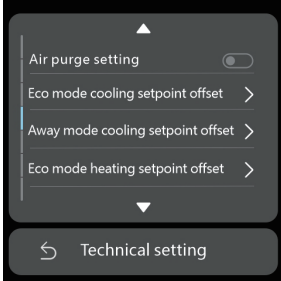 Air purge setting
Eco mode cooling setpoint offset
Away mode cooling setpoint offset
Eco mode heating setpoint offset
Technical setting